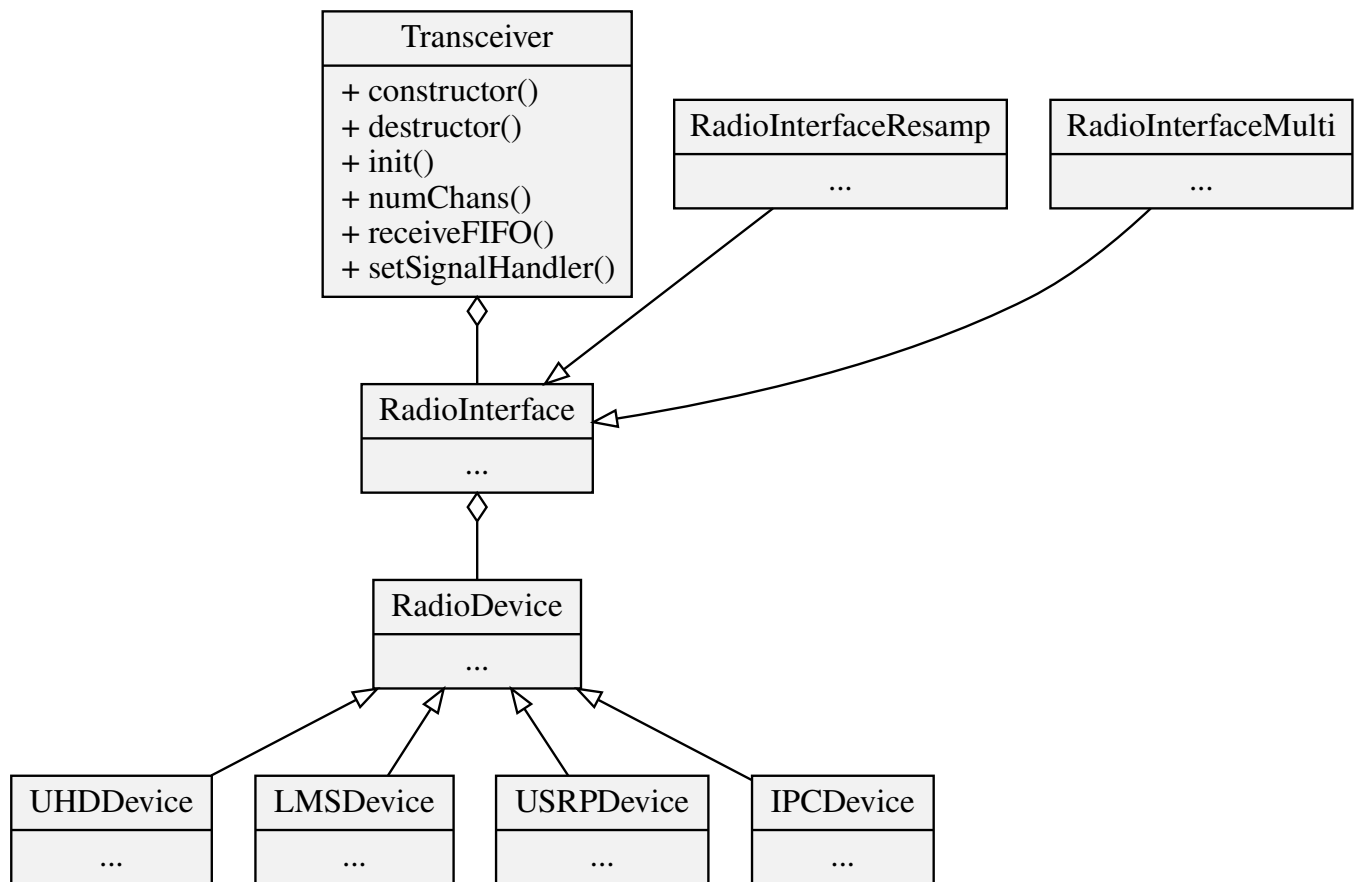 Transceiver
+ constructor()
+ destructor()
+ init()
+ numChans()
+ receiveFIFO()
+ setSignalHandler()
RadioInterfaceResamp
...
RadioInterfaceMulti
...
RadioInterface
...
RadioDevice
...
UHDDevice
...
LMSDevice
...
USRPDevice
...
IPCDevice
...